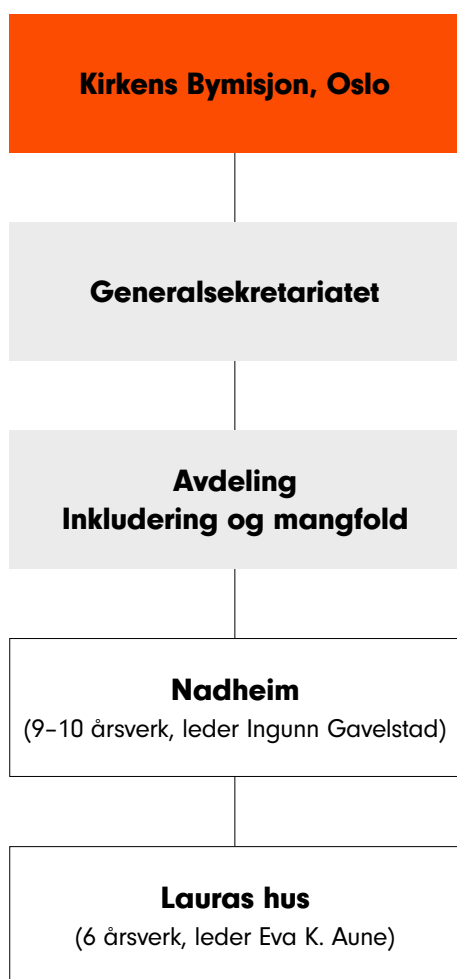 Kirkens Bymisjon, Oslo
Generalsekretariatet
Avdeling
Inkludering og mangfold
Nadheim
(9–10 årsverk, leder Ingunn Gavelstad)
Lauras hus
(6 årsverk, leder Eva K. Aune)